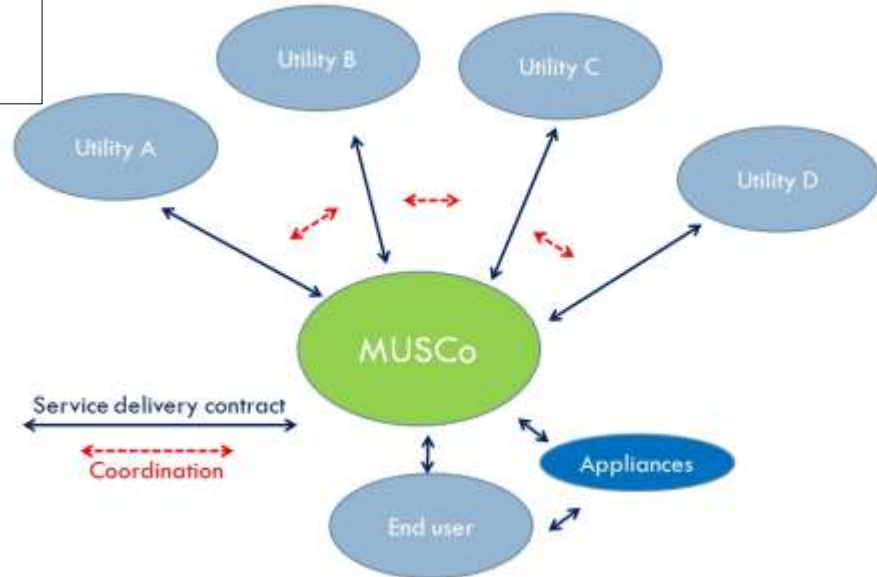 Utility B
Utility C
Utility A
Utility D
MUSCo
Service delivery contract
Coordination
Appliances
End user